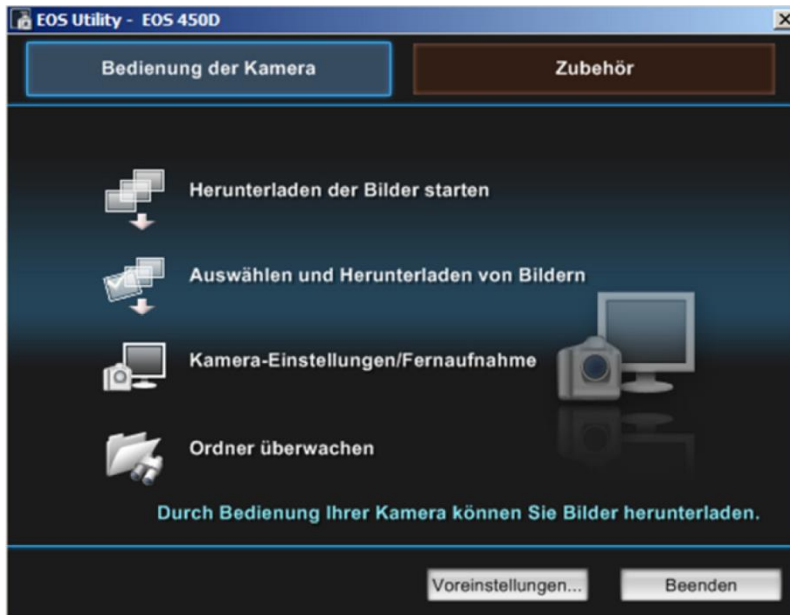 EOS Utility - EOS 450D
Bedienung der Kamera
Zubehör
Herunterladen der Bilder starten
Auswählen und Herunterladen von Bildern
Kamera-Einstellungen/Fernaufnahme
Ordner überwachen
Durch Bedienung Ihrer Kamera können Sie Bilder herunterladen.
Voreinstellungen...
Beenden